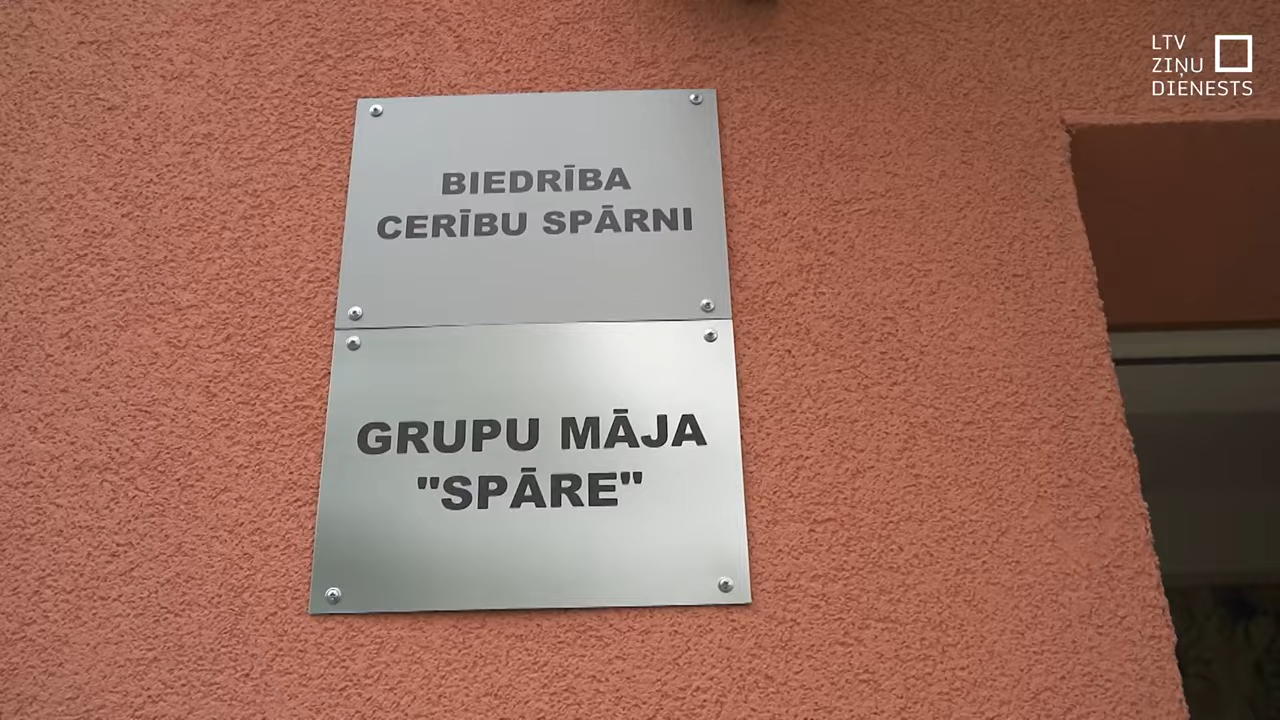 LTV
ZIŅU
DIENESTS
BIEDRĪBA
CERĪBU SPĀRNI
GRUPU MĀJA
"SPĀRE"